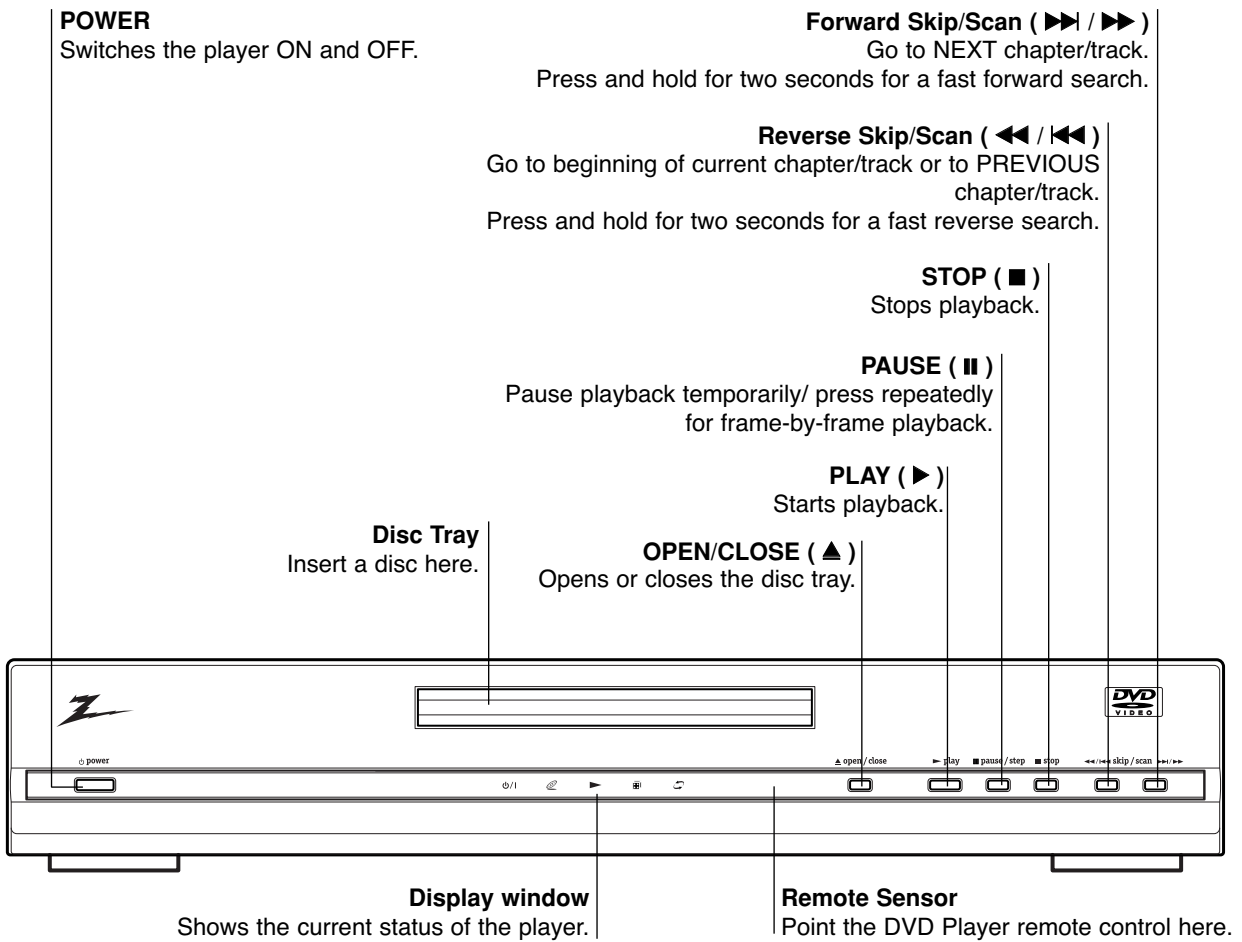 POWER
Switches the player ON and OFF.
Forward Skip/Scan ( ▶▶| / ▶▶ )
Go to NEXT chapter/track.
Press and hold for two seconds for a fast forward search.
Reverse Skip/Scan ( ◀◀ / |◀◀ )
Go to beginning of current chapter/track or to PREVIOUS
chapter/track.
Press and hold for two seconds for a fast reverse search.
STOP ( ■ )
Stops playback.
PAUSE ( ❚❚ )
Pause playback temporarily/ press repeatedly
for frame-by-frame playback.
PLAY ( ▶ )
Starts playback.
Disc Tray
Insert a disc here.
OPEN/CLOSE ( ▲ )
Opens or closes the disc tray.
DVD
VIDEO
⏻ power
▲ open / close
► play
■ pause / step
■ stop
◄◄/|◄◄ skip / scan ►►|/►►
⏻/I
Display window
Shows the current status of the player.
Remote Sensor
Point the DVD Player remote control here.